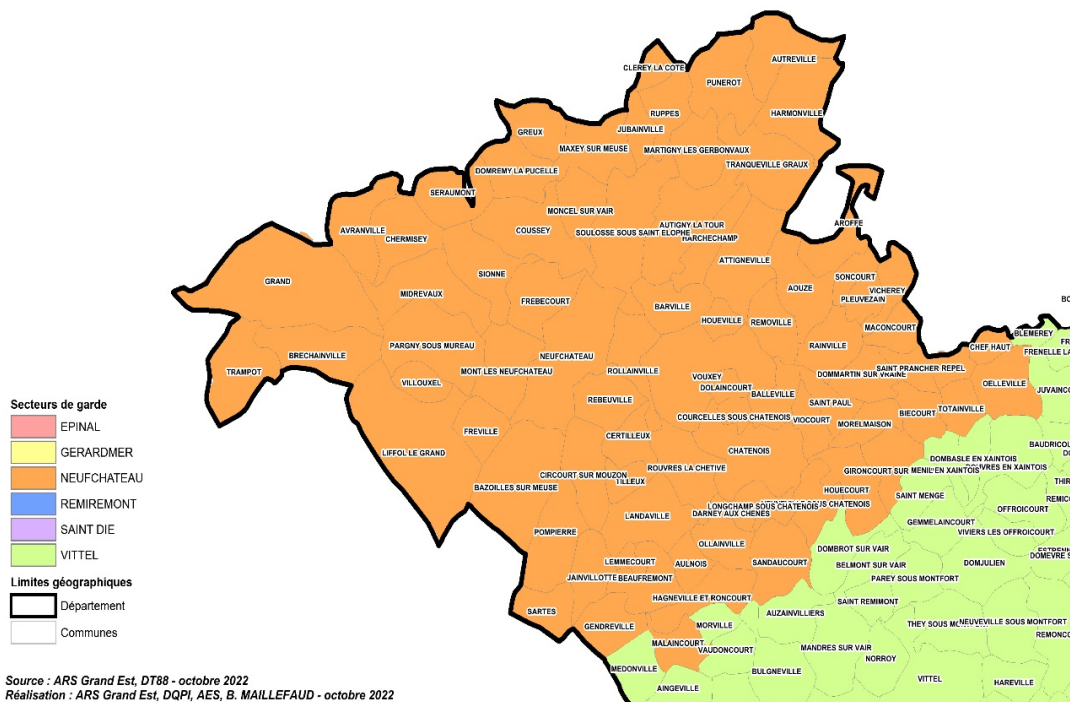 CLEREY LA COTE
AUTREVILLE
PUNEROT
RUPPES
HARMONVILLE
GREUX
JUBAINVILLE
MAXEY SUR MEUSE
MARTIGNY LES GERBONVAUX
TRANQUEVILLE GRAUX
DOMREMY LA PUCELLE
SERAUMONT
MONCEL SUR VAIR
AVRANVILLE
CHERMISEY
COUSSEY
SOULOSSE SOUS SAINT ELOPHE
AUTIGNY LA TOUR
HARCHECHAMP
AROFFE
ATTIGNEVILLE
GRAND
SIONNE
MIDREVAUX
FREBECOURT
AOUZE
SONCOURT
VICHEREY
PLEUVEZAIN
BARVILLE
HOUEVILLE
REMOVILLE
MACONCOURT
BLEMEREY
RAINVILLE
CHEF HAUT
FRENELLE LA
BRECHAINVILLE
PARGNY SOUS MUREAU
NEUFCHATEAU
TRAMPOT
VILLOUXEL
MONT LES NEUFCHATEAU
ROLLAINVILLE
VOUXEY
DOLAINCOURT
DOMMARTIN SUR VRAINE
SAINT PRANCHER
REPEL
OELLEVILLE
JUVAINC
BALLEVILLE
REBEUVILLE
SAINT PAUL
BIECOURT
TOTAINVILLE
COURCELLES SOUS CHATENOIS
VIOCOURT
MORELMAISON
FREVILLE
CERTILLEUX
LIFFOL LE GRAND
CHATENOIS
BAUDRICOU
DOMBASLE EN XAINTOIS
ROUVRES EN XAINTOIS
ROUVRES LA CHETIVE
GIRONCOURT SUR
MENIL EN XAINTOIS
CIRCOURT SUR MOUZON
TILLEUX
BAZOILLES SUR MEUSE
HOUECOURT
SAINT MENGE
THIR
REMICO
LONGCHAMP SOUS CHATENOIS
SOUS CHATENOIS
DARNEY AUX CHENES
OFFROICOURT
LANDAVILLE
GEMMELAINCOURT
VIVIERS LES OFFROICOURT
POMPIERRE
OLLAINVILLE
DOMBROT SUR VAIR
DOMEVRE S
LEMMECOURT
AULNOIS
SANDAUCOURT
BELMONT SUR VAIR
DOMJULIEN
JAINVILLOTTE
BEAUFREMONT
PAREY SOUS MONTFORT
HAGNEVILLE ET RONCOURT
SAINT REMIMONT
SARTES
AUZAINVILLIERS
GENDREVILLE
MORVILLE
THEY SOUS
NEUVEVILLE SOUS MONTFORT
REMONCO
MALAINCOURT
VAUDONCOURT
MANDRES SUR VAIR
NORROY
MEDONVILLE
BULGNEVILLE
VITTEL
HAREVILLE
AINGEVILLE
Secteurs de garde
EPINAL
GERARDMER
NEUFCHATEAU
REMIREMONT
SAINT DIE
VITTEL
Limites géographiques
Département
Communes
Source : ARS Grand Est, DT88 - octobre 2022
Réalisation : ARS Grand Est, DQPI, AES, B. MAILLEFAUD - octobre 2022